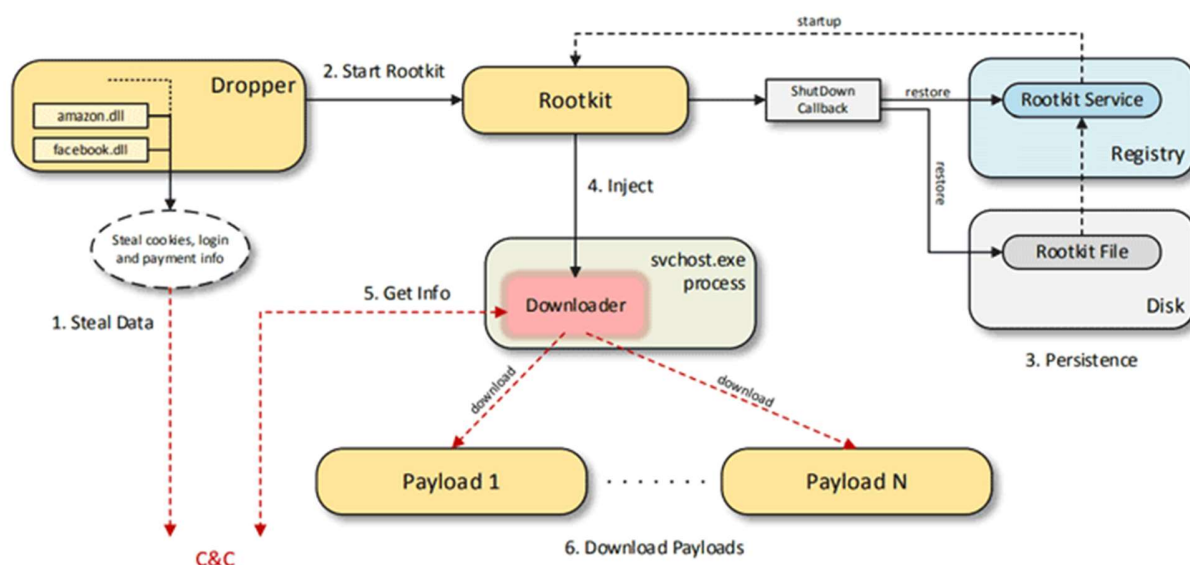 startup
Dropper
2. Start Rootkit
Rootkit
ShutDown
Callback
restore
Rootkit Service
Registry
amazon.dll
facebook.dll
4. Inject
restore
Steal cookies, login
and payment info
svchost.exe
process
Rootkit File
Disk
5. Get Info
Downloader
1. Steal Data
3. Persistence
download
download
Payload 1
Payload N
6. Download Payloads
C&C